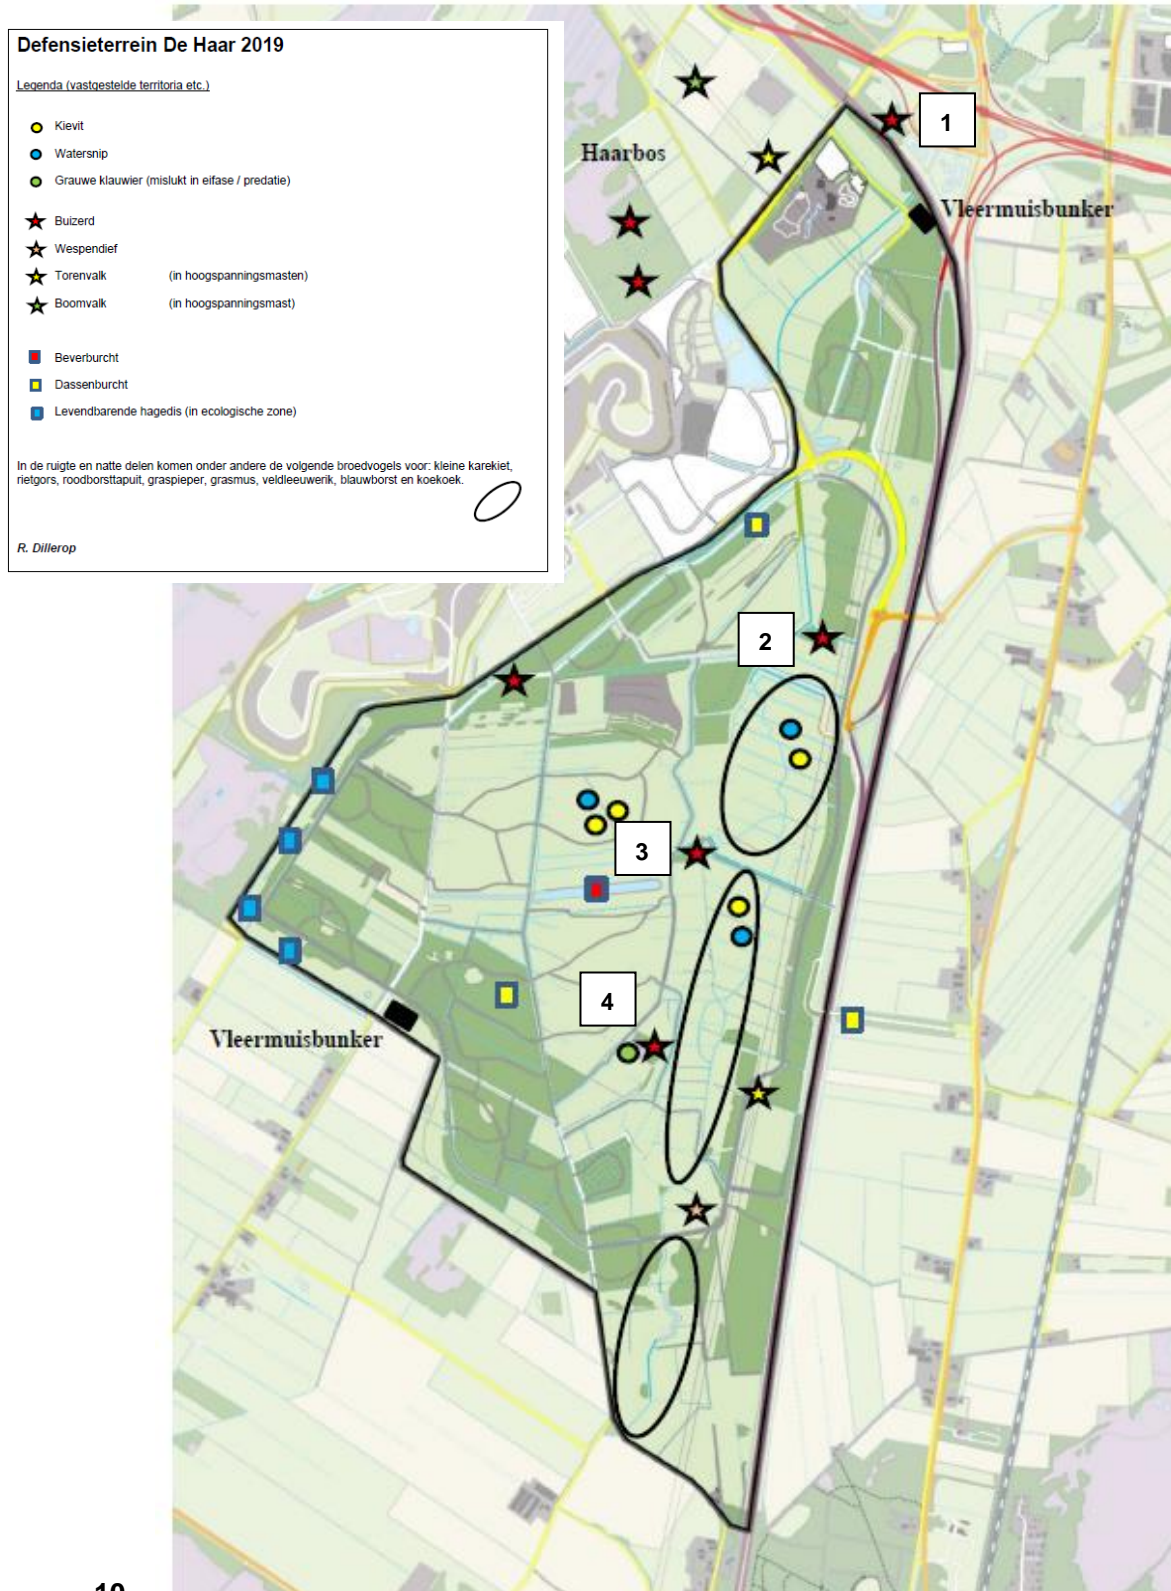 Defensieterrein De Haar 2019
Legenda (vastgestelde territoria etc.)
Kievit
Watersnip
Grauwe klauwier (mislukt in eifase / predatie)
Buizerd
Wespendief
Torenvalk (in hoogspanningsmasten)
Boomvalk (in hoogspanningsmast)
Beverburcht
Dassenburcht
Levendbarende hagedis (in ecologische zone)
In de ruigte en natte delen komen onder andere de volgende broedvogels voor: kleine karekiet,
rietgors, roodborsttapuit, graspieper, grasmus, veldleeuwerik, blauwborst en koekoek.
R. Dillerop
1
Haarbos
Vleermuisbunker
2
3
4
Vleermuisbunker
10